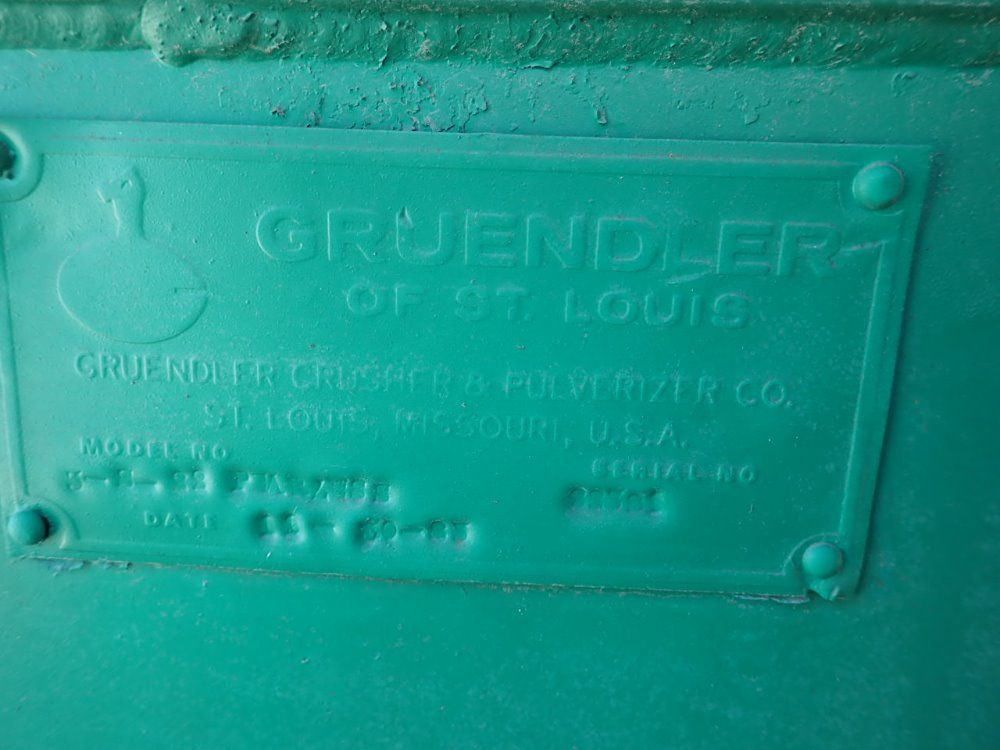 GRUENDLER
OF ST. LOUIS
GRUENDLER CRUSHER & PULVERIZER CO.
ST. LOUIS, MISSOURI, U.S.A.
MODEL NO
SERIAL NO
DATE